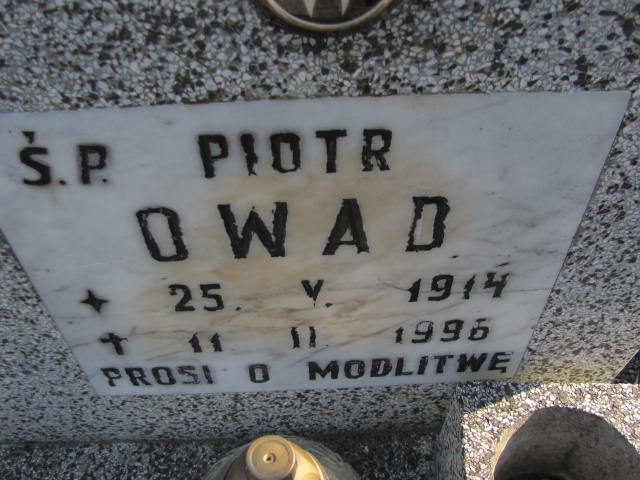 Ś.P. PIOTR
OWAD
25. V. 1914
✝ 11 II 1996
PROSI O MODLITWĘ